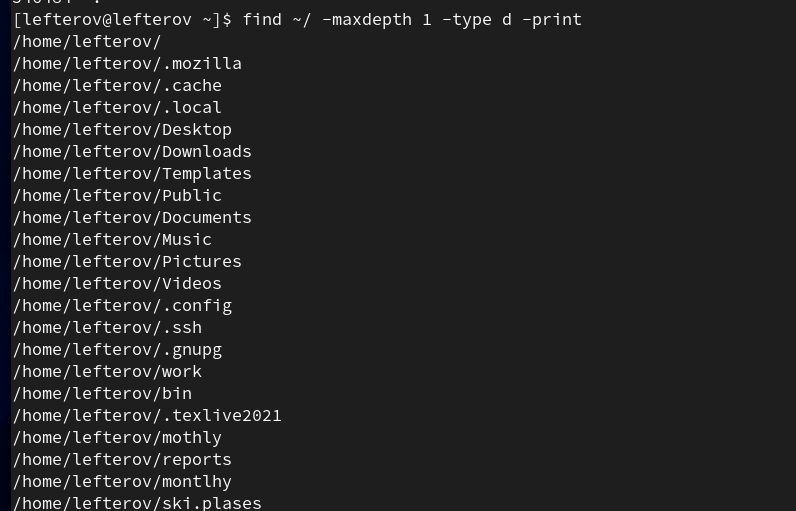 [lefterov@lefterov ~]$ find ~/ -maxdepth 1 -type d -print
/home/lefterov/
/home/lefterov/.mozilla
/home/lefterov/.cache
/home/lefterov/.local
/home/lefterov/Desktop
/home/lefterov/Downloads
/home/lefterov/Templates
/home/lefterov/Public
/home/lefterov/Documents
/home/lefterov/Music
/home/lefterov/Pictures
/home/lefterov/Videos
/home/lefterov/.config
/home/lefterov/.ssh
/home/lefterov/.gnupg
/home/lefterov/work
/home/lefterov/bin
/home/lefterov/.texlive2021
/home/lefterov/mothly
/home/lefterov/reports
/home/lefterov/montlhy
/home/lefterov/ski.plases